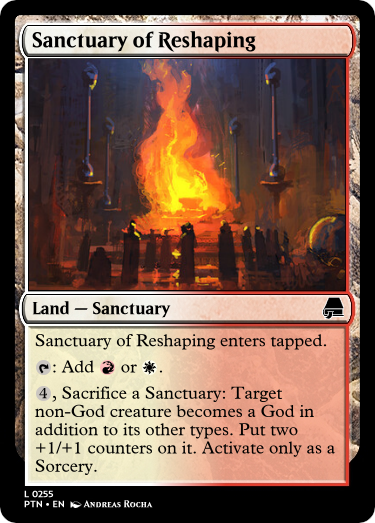 Sanctuary of Reshaping
Land — Sanctuary
Sanctuary of Reshaping enters tapped.
: Add R or .
4, Sacrifice a Sanctuary: Target
non-God creature becomes a God in
addition to its other types. Put two
+1/+1 counters on it. Activate only as a
Sorcery.
L 0255
PTN • EN Andreas Rocha